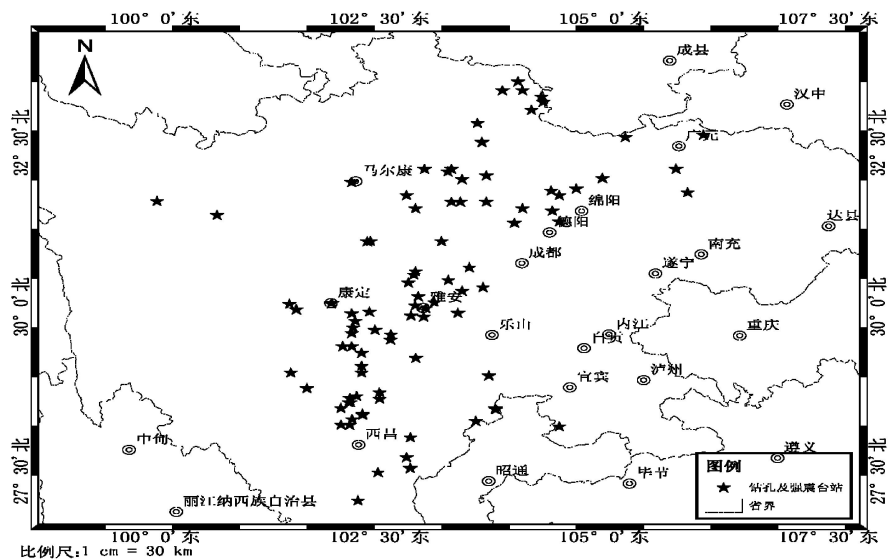 100° 0' 东
102° 30' 东
105° 0' 东
107° 30' 东
N
成县
汉中
32° 30' 北
32° 30' 北
广元
马尔康
绵阳
德阳
达县
成都
南充
遂宁
30° 0' 北
30° 0' 北
康定
雅安
乐山
内江
重庆
自贡
泸州
宜宾
中甸
西昌
昭通
毕节
遵义
图例
钻孔及强震台站
省界
27° 30' 北
27° 30' 北
丽江纳西族自治县
100° 0' 东
102° 30' 东
105° 0' 东
107° 30' 东
比例尺:1 cm = 30 km